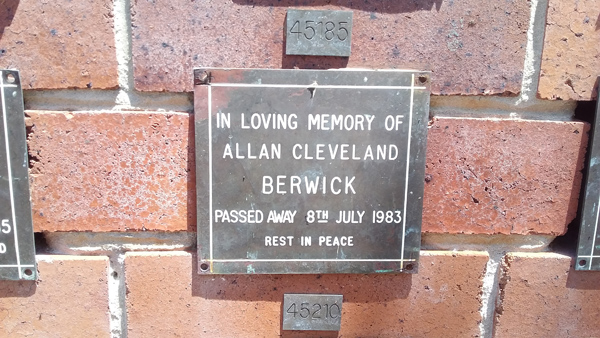 45185
IN LOVING MEMORY OF
ALLAN CLEVELAND
BERWICK
PASSED AWAY 8TH JULY 1983
REST IN PEACE
45210